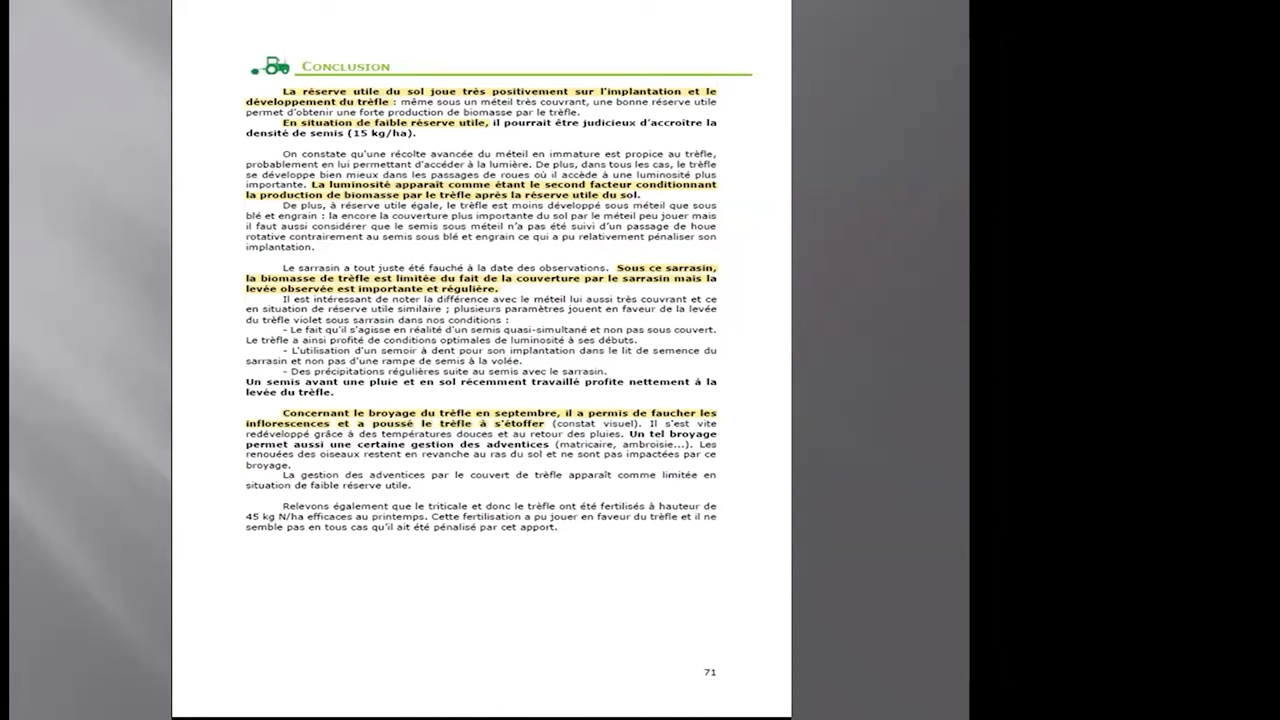 CONCLUSION
La réserve utile du sol joue très positivement sur l'implantation et le
développement du trèfle : même sous un méteil très couvrant, une bonne réserve utile
permet d'obtenir une forte production de biomasse par le trèfle.
En situation de faible réserve utile, il pourrait être judicieux d'accroître la
densité de semis (15 kg/ha).
On constate qu'une récolte avancée du méteil en immature est propice au trèfle,
probablement en lui permettant d'accéder à la lumière. De plus, dans tous les cas, le trèfle
se développe bien mieux dans les passages de roues où il accède à une luminosité plus
importante. La luminosité apparaît comme étant le second facteur conditionnant
la production de biomasse par le trèfle après la réserve utile du sol.
De plus, à réserve utile égale, le trèfle est moins développé sous méteil que sous
blé et engrain : la encore la couverture plus importante du sol par le méteil peu jouer mais
il faut aussi considérer que le semis sous méteil n'a pas été suivi d'un passage de houe
rotative contrairement au semis sous blé et engrain ce qui a pu relativement pénaliser son
implantation.
Le sarrasin a tout juste été fauché à la date des observations. Sous ce sarrasin,
la biomasse de trèfle est limitée du fait de la couverture par le sarrasin mais la
levée observée est importante et régulière.
Il est intéressant de noter la différence avec le méteil lui aussi très couvrant et ce
en situation de réserve utile similaire ; plusieurs paramètres jouent en faveur de la levée
du trèfle violet sous sarrasin dans nos conditions :
- Le fait qu'il s'agisse en réalité d'un semis quasi-simultané et non pas sous couvert.
Le trèfle a ainsi profité de conditions optimales de luminosité à ses débuts.
- L'utilisation d'un semoir à dent pour son implantation dans le lit de semence du
sarrasin et non pas d'une rampe de semis à la volée.
- Des précipitations régulières suite au semis avec le sarrasin.
Un semis avant une pluie et en sol récemment travaillé profite nettement à la
levée du trèfle.
Concernant le broyage du trèfle en septembre, il a permis de faucher les
inflorescences et a poussé le trèfle à s'étoffer (constat visuel). Il s'est vite
redéveloppé grâce à des températures douces et au retour des pluies. Un tel broyage
permet aussi une certaine gestion des adventices (matricaire, ambroisie...). Les
renouées des oiseaux restent en revanche au ras du sol et ne sont pas impactées par ce
broyage.
La gestion des adventices par le couvert de trèfle apparaît comme limitée en
situation de faible réserve utile.
Relevons également que le triticale et donc le trèfle ont été fertilisés à hauteur de
45 kg N/ha efficaces au printemps. Cette fertilisation a pu jouer en faveur du trèfle et il ne
semble pas en tous cas qu'il ait été pénalisé par cet apport.
71